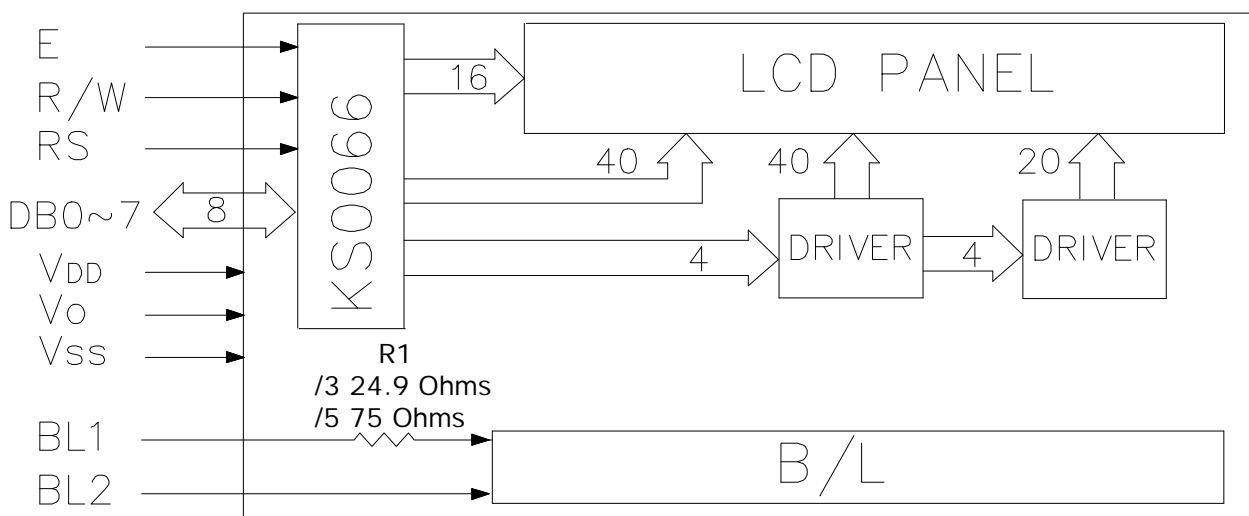 E
R/W
RS
DB0~7
VDD
VO
VSS
BL1
BL2
8
KS0066
16
LCD PANEL
40
40
20
4
DRIVER
4
DRIVER
R1
/3 24.9 Ohms
/5 75 Ohms
B/L